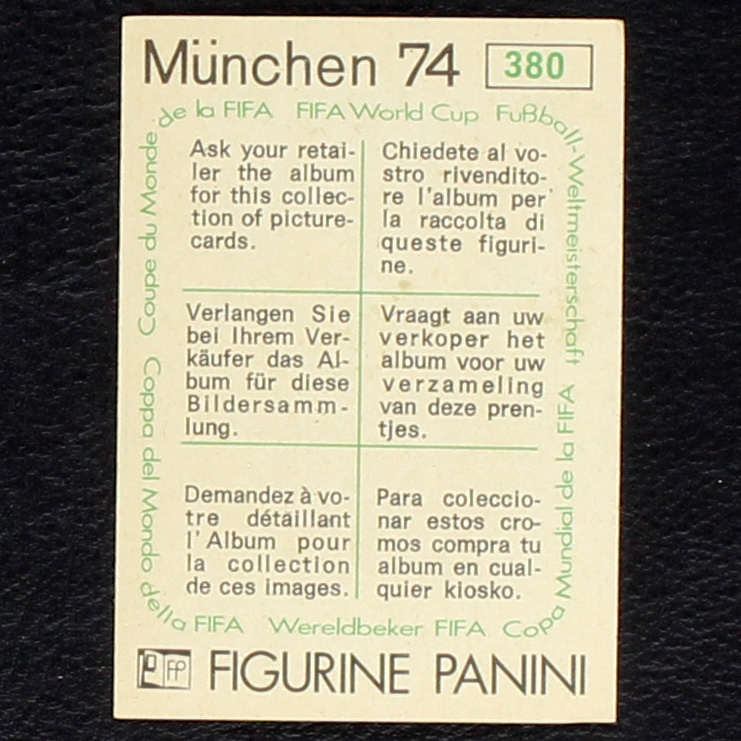 München 74 380
Coupe du Monde de la FIFA FIFA World Cup Fußball-Weltmeisterschaft
Ask your retai-
ler the album
for this collec-
tion of picture-
cards.
Chiedete al vo-
stro rivendito-
re l'album per
la raccolta di
queste figuri-
ne.
Verlangen Sie
bei Ihrem Ver-
käufer das Al-
bum für diese
Bildersamm-
lung.
Vraagt aan uw
verkoper het
album voor uw
verzameling
van deze pren-
tjes.
Demandez à vo-
tre détaillant
l'Album pour
la collection
de ces images.
Para coleccio-
nar estos cro-
mos compra tu
album en cual-
quier kiosko.
Coppa del Mondo della FIFA Wereldbeker FIFA Copa Mundial de la FIFA
FP FIGURINE PANINI